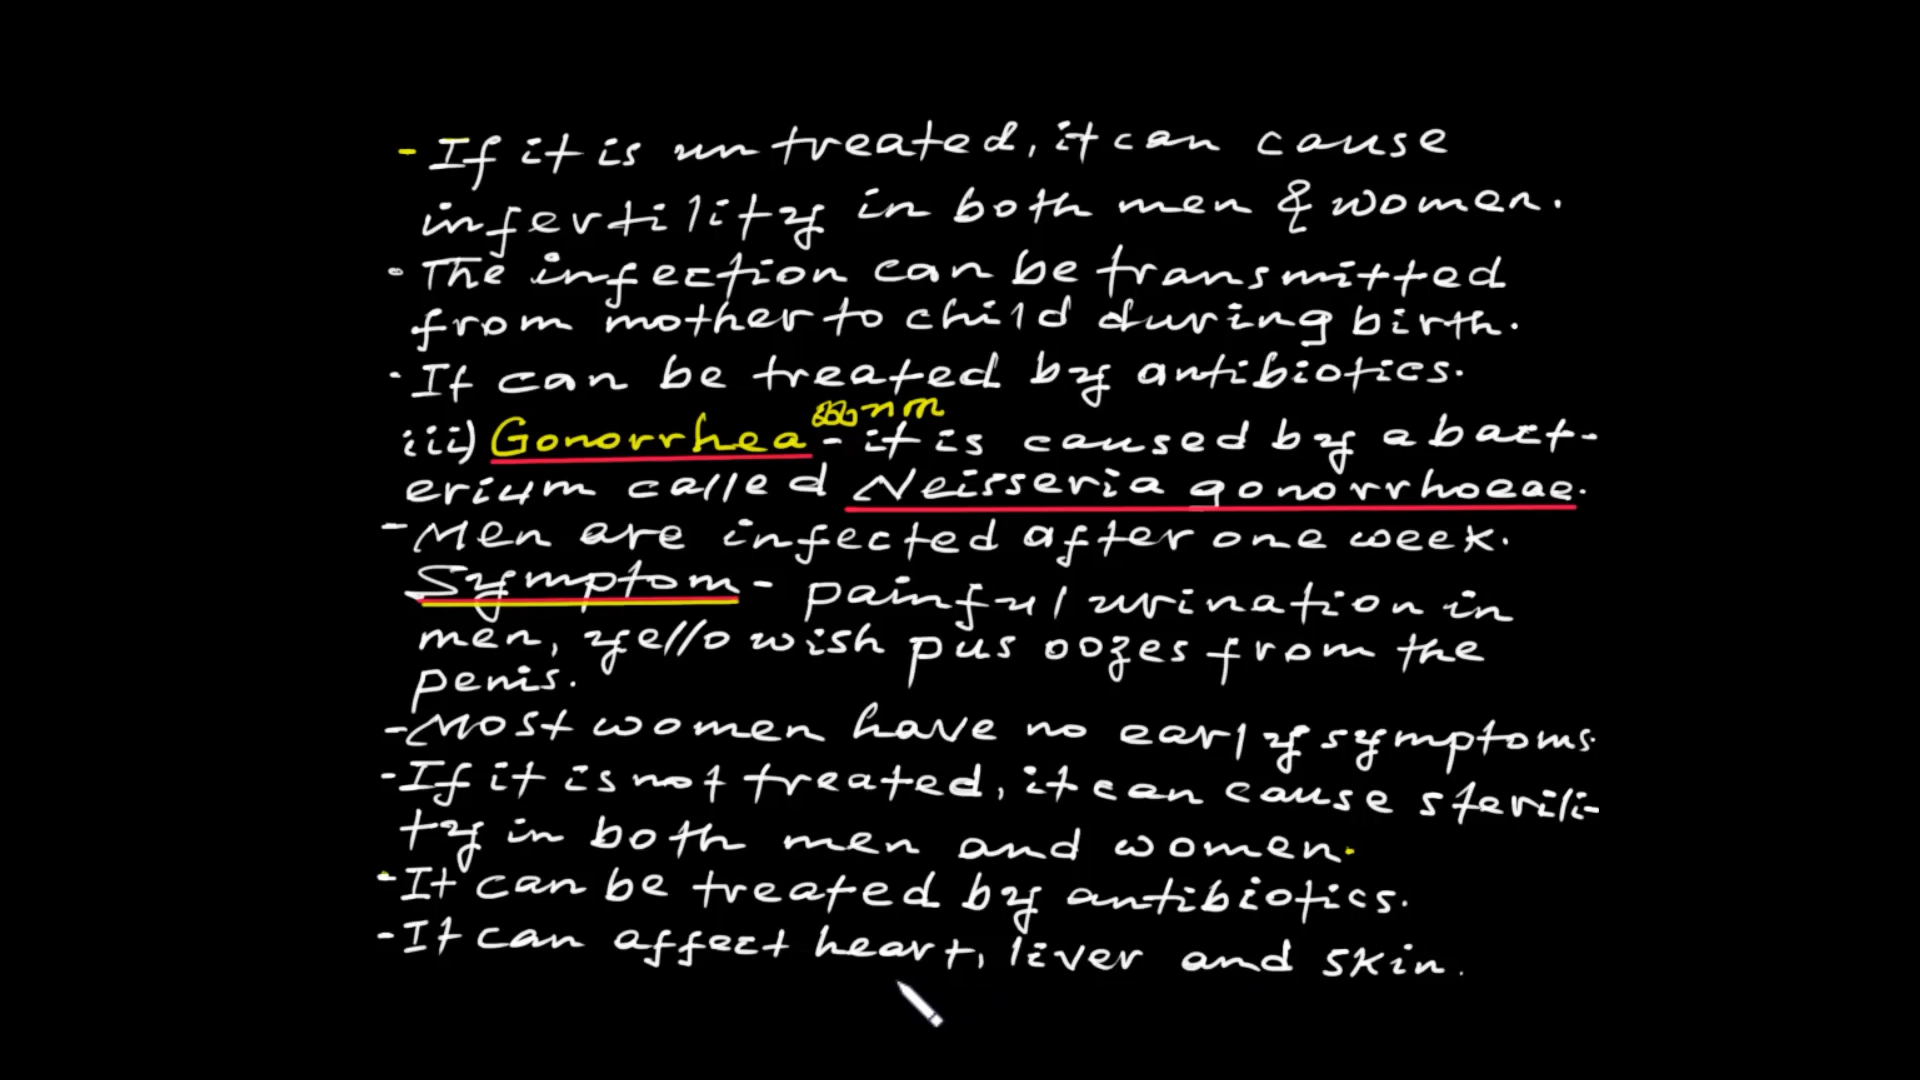 - If it is untreated, it can cause
infertility in both men & women.
• The infection can be transmitted
from mother to child during birth.
• It can be treated by antibiotics.
iii) Gonorrhea - it is caused by a bact-
erium called Neisseria gonorrhoeae.
- Men are infected after one week.
Symptom - painful urination in
men, yellowish pus oozes from the
penis.
- Most women have no early symptoms.
- If it is not treated, it can cause sterili-
ty in both men and women.
- It can be treated by antibiotics.
- It can affect heart, liver and skin.